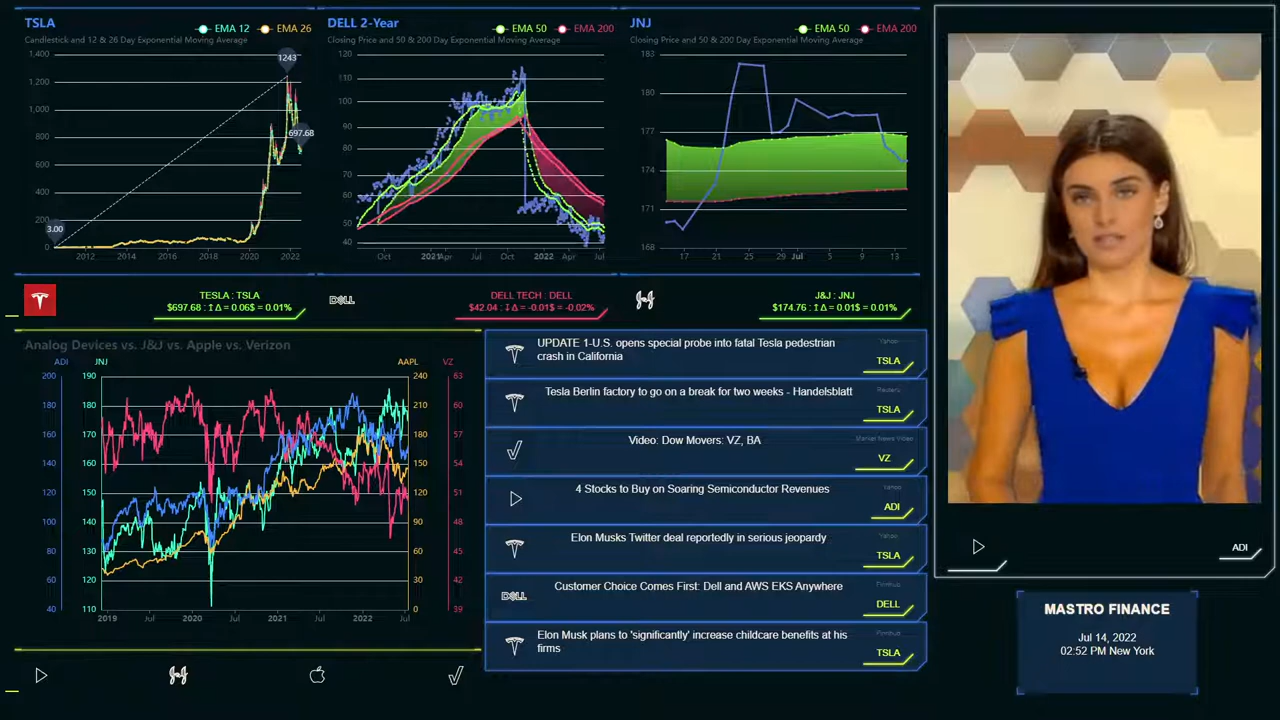 TSLA
EMA 12
EMA 26
Candlestick and 12 & 26 Day Exponential Moving Average
1,400
1,000
800
600
400
200
0
1243
697.68
3.00
2012
2014
2016
2018
2020
2022
DELL 2-Year
EMA 50
EMA 200
Closing Price and 50 & 200 Day Exponential Moving Average
120
100
90
80
70
60
50
40
Oct
2021
Apr
Jul
Oct
2022
Apr
Jul
JNJ
EMA 50
EMA 200
Closing Price and 50 & 200 Day Exponential Moving Average
183
180
177
174
171
168
17
21
25
29
Jul
5
9
13
TESLA : TSLA
$697.68 : ↥ Δ = 0.06$ = 0.01%
DELL
DELL TECH : DELL
$42.04 : ↧ Δ = -0.01$ = -0.02%
J&J : JNJ
$174.76 : ↥ Δ = 0.01$ = 0.01%
Analog Devices vs. J&J vs. Apple vs. Verizon
ADI
JNJ
AAPL
VZ
200
180
160
140
120
100
80
60
40
190
180
170
160
150
140
130
120
110
240
210
180
150
120
90
60
30
0
63
60
57
54
51
48
45
42
39
2019
Jul
2020
Jul
2021
Jul
2022
Jul
UPDATE 1-U.S. opens special probe into fatal Tesla pedestrian
crash in California
Yahoo
TSLA
Tesla Berlin factory to go on a break for two weeks - Handelsblatt
Reuters
TSLA
Video: Dow Movers: VZ, BA
Market News Video
VZ
4 Stocks to Buy on Soaring Semiconductor Revenues
Yahoo
ADI
Elon Musks Twitter deal reportedly in serious jeopardy
Yahoo
TSLA
DELL
Customer Choice Comes First: Dell and AWS EKS Anywhere
Finnhub
DELL
Elon Musk plans to 'significantly' increase childcare benefits at his
firms
Finnhub
TSLA
ADI
MASTRO FINANCE
Jul 14, 2022
02:52 PM New York